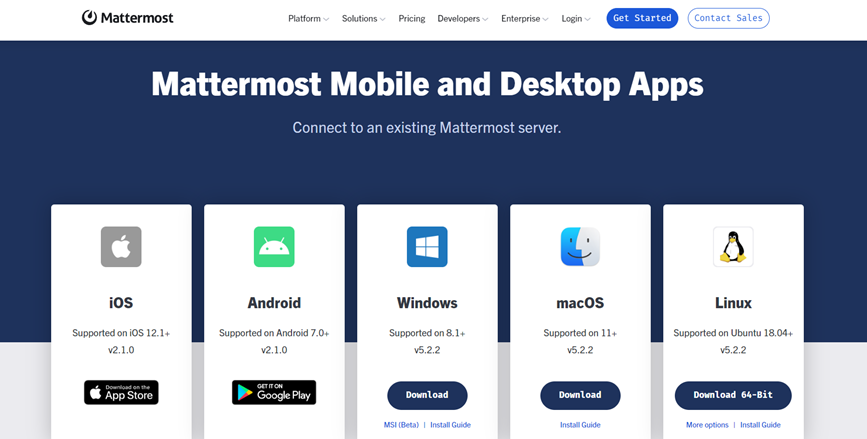 Mattermost
Platform Solutions Pricing Developers Enterprise Login Get Started Contact Sales
Mattermost Mobile and Desktop Apps
Connect to an existing Mattermost server.
iOS
Supported on iOS 12.1+
v2.1.0
Download on the
App Store
Android
Supported on Android 7.0+
v2.1.0
GET IT ON
Google Play
Windows
Supported on 8.1+
v5.2.2
Download
MSI (Beta) | Install Guide
macOS
Supported on 11+
v5.2.2
Download
Install Guide
Linux
Supported on Ubuntu 18.04+
v5.2.2
Download 64-Bit
More options | Install Guide